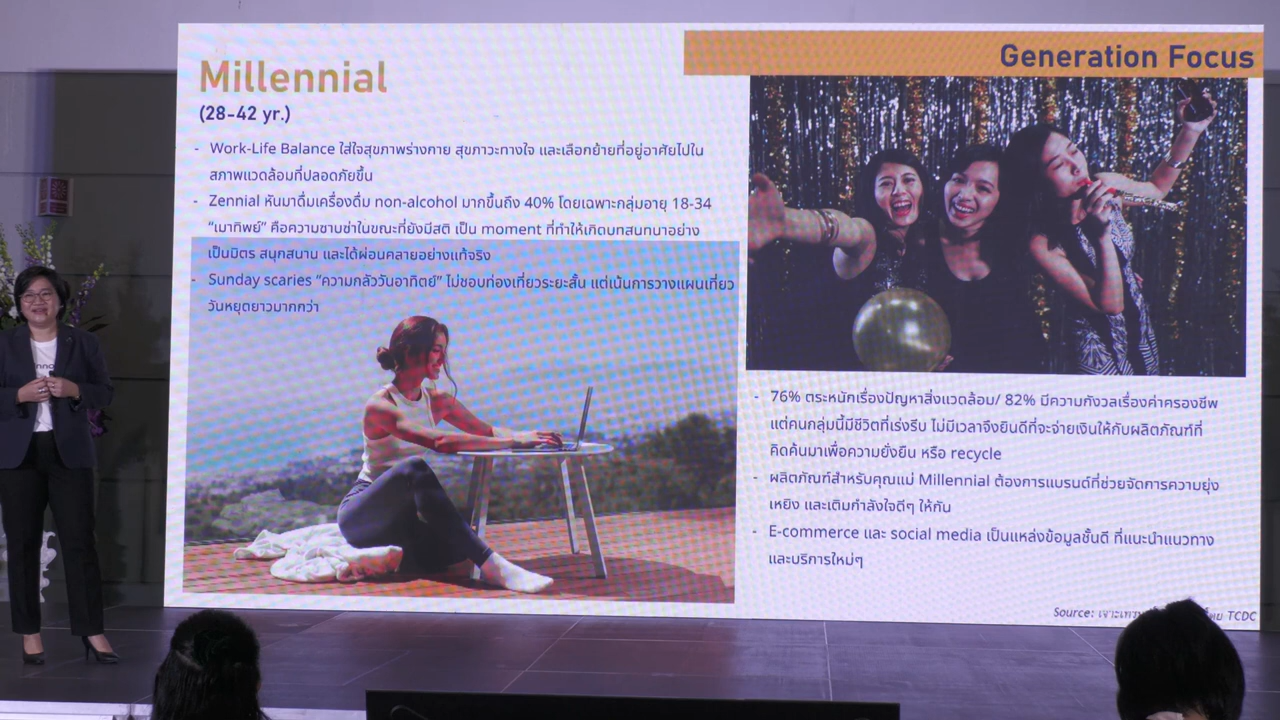 Generation Focus
Millennial
(28-42 yr.)
- Work-Life Balance ใส่ใจสุขภาพร่างกาย สุขภาวะทางใจ และเลือกย้ายที่อยู่อาศัยไปใน
สภาพแวดล้อมที่ปลอดภัยขึ้น
- Zennial หันมาดื่มเครื่องดื่ม non-alcohol มากขึ้นถึง 40% โดยเฉพาะกลุ่มอายุ 18-34
“เมาทิพย์” คือความซาบซ่าในขณะที่ยังมีสติ เป็น moment ที่ทำให้เกิดบทสนทนาอย่าง
เป็นมิตร สนุกสนาน และได้ผ่อนคลายอย่างแท้จริง
- Sunday scaries “ความกลัววันอาทิตย์” ไม่ชอบท่องเที่ยวระยะสั้น แต่เน้นการวางแผนเที่ยว
วันหยุดยาวมากกว่า
- 76% ตระหนักเรื่องปัญหาสิ่งแวดล้อม/ 82% มีความกังวลเรื่องค่าครองชีพ
แต่คนกลุ่มนี้มีชีวิตที่เร่งรีบ ไม่มีเวลาจึงยินดีที่จะจ่ายเงินให้กับผลิตภัณฑ์ที่
คิดค้นมาเพื่อความยั่งยืน หรือ recycle
- ผลิตภัณฑ์สำหรับคุณแม่ Millennial ต้องการแบรนด์ที่ช่วยจัดการความยุ่ง
เหยิง และเติมกำลังใจดีๆ ให้กัน
- E-commerce และ social media เป็นแหล่งข้อมูลชั้นดี ที่แนะนำแนวทาง
และบริการใหม่ๆ
Source: TCDC